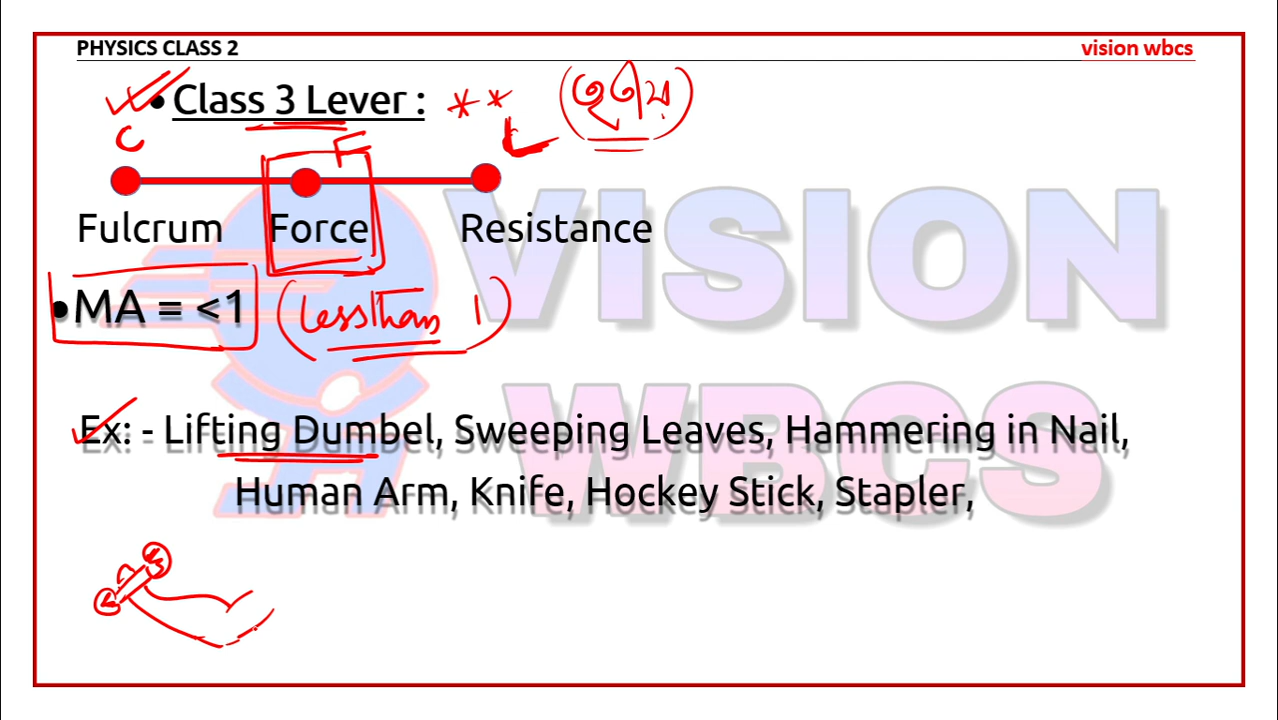 PHYSICS CLASS 2 vision wbcs
• Class 3 Lever : ** (তৃতীয়)
C F L
Fulcrum Force Resistance
•MA = <1 (less than 1)
Ex: - Lifting Dumbel, Sweeping Leaves, Hammering in Nail,
Human Arm, Knife, Hockey Stick, Stapler,
VISION
WBCS